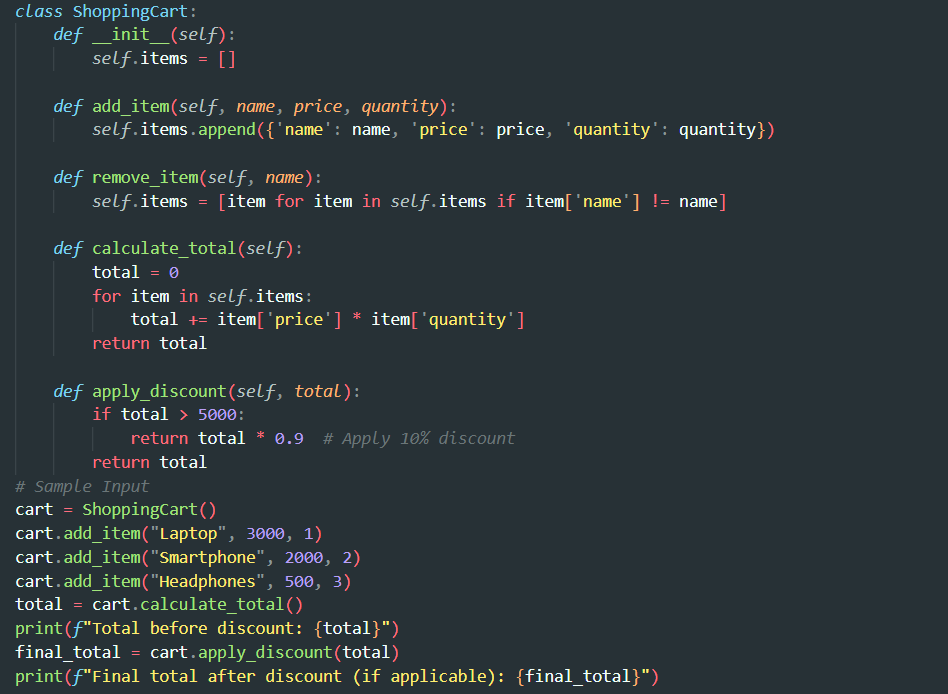 class ShoppingCart:
    def __init__(self):
        self.items = []

    def add_item(self, name, price, quantity):
        self.items.append({'name': name, 'price': price, 'quantity': quantity})

    def remove_item(self, name):
        self.items = [item for item in self.items if item['name'] != name]

    def calculate_total(self):
        total = 0
        for item in self.items:
            total += item['price'] * item['quantity']
        return total

    def apply_discount(self, total):
        if total > 5000:
            return total * 0.9  # Apply 10% discount
        return total
# Sample Input
cart = ShoppingCart()
cart.add_item("Laptop", 3000, 1)
cart.add_item("Smartphone", 2000, 2)
cart.add_item("Headphones", 500, 3)
total = cart.calculate_total()
print(f"Total before discount: {total}")
final_total = cart.apply_discount(total)
print(f"Final total after discount (if applicable): {final_total}")